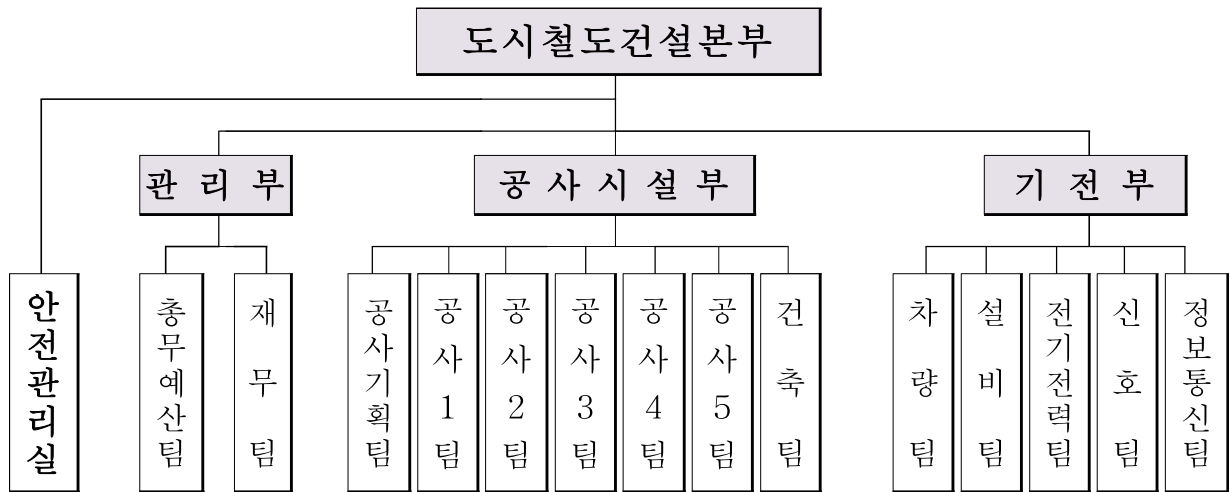 도시철도건설본부
관리부
공사시설부
기전부
안전관리실
총무예산팀
재무팀
공사기획팀
공사1팀
공사2팀
공사3팀
공사4팀
공사5팀
건축팀
차량팀
설비팀
전기전력팀
신호팀
정보통신팀